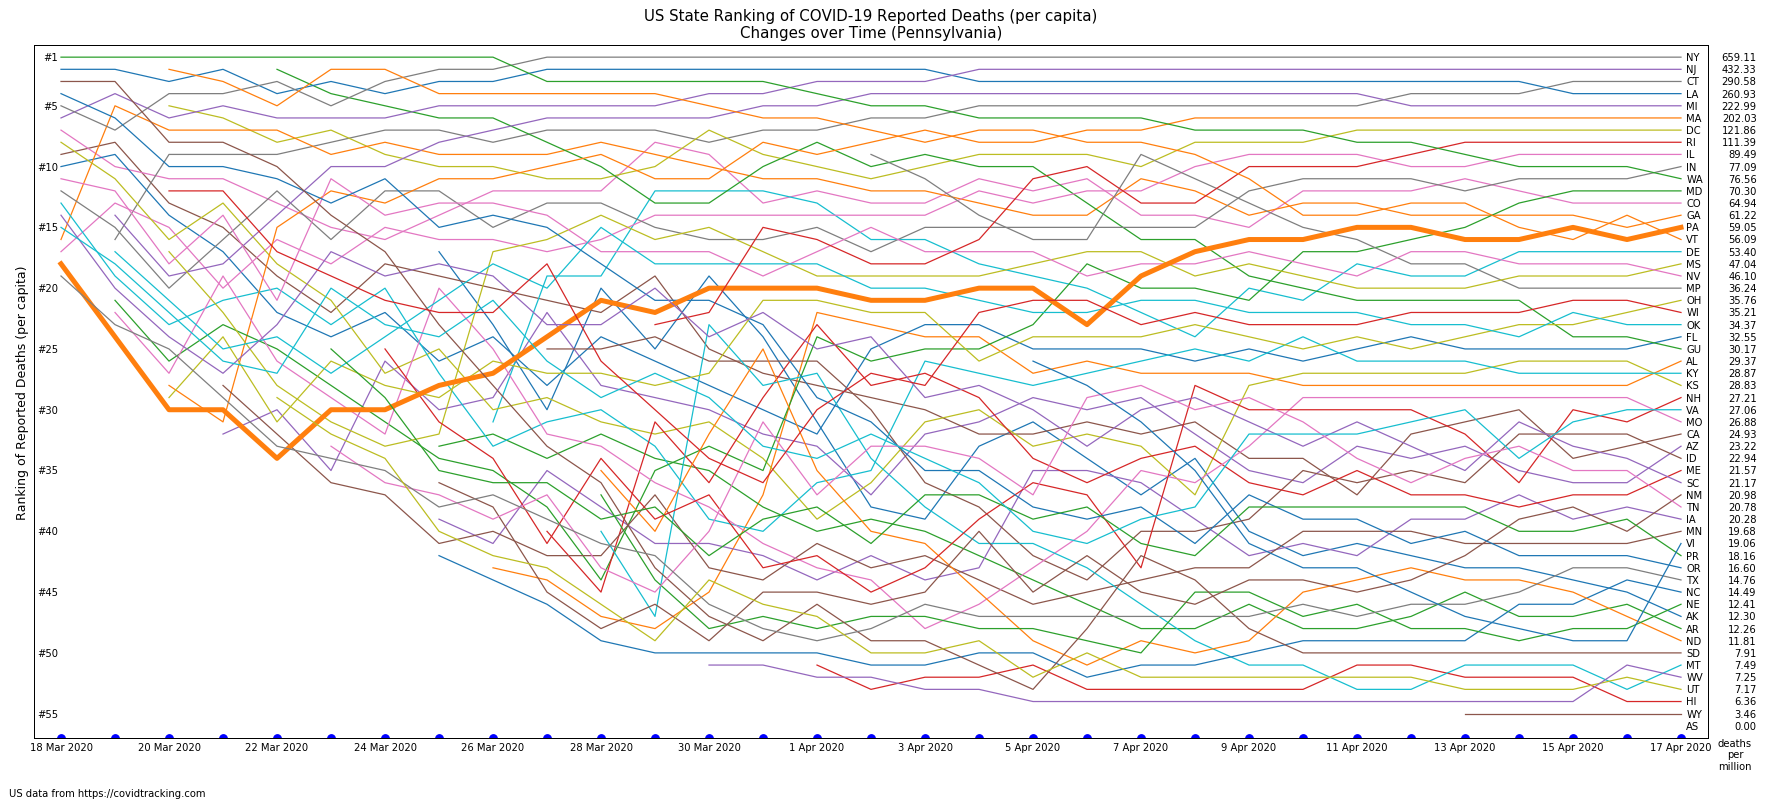 US State Ranking of COVID-19 Reported Deaths (per capita)
Changes over Time (Pennsylvania)
Ranking of Reported Deaths (per capita)
#1
#5
#10
#15
#20
#25
#30
#35
#40
#45
#50
#55
NY 659.11
NJ 432.33
CT 290.58
LA 260.93
MI 222.99
MA 202.03
DC 121.86
RI 111.39
IL 89.49
IN 77.09
WA 76.56
MD 70.30
CO 64.94
GA 61.22
PA 59.05
VT 56.09
DE 53.40
MS 47.04
NV 46.10
MP 36.24
OH 35.76
WI 35.21
OK 34.37
FL 32.55
GU 30.17
AL 29.37
KY 28.87
KS 28.83
NH 27.21
VA 27.06
MO 26.88
CA 24.93
AZ 23.22
ID 22.94
ME 21.57
SC 21.17
NM 20.98
TN 20.78
IA 20.28
MN 19.68
VI 19.06
PR 18.16
OR 16.60
TX 14.76
NC 14.49
NE 12.41
AK 12.30
AR 12.26
ND 11.81
SD 7.91
MT 7.49
WV 7.25
UT 7.17
HI 6.36
WY 3.46
AS 0.00
18 Mar 2020 20 Mar 2020 22 Mar 2020 24 Mar 2020 26 Mar 2020 28 Mar 2020 30 Mar 2020 1 Apr 2020 3 Apr 2020 5 Apr 2020 7 Apr 2020 9 Apr 2020 11 Apr 2020 13 Apr 2020 15 Apr 2020 17 Apr 2020
deaths
per
million
US data from https://covidtracking.com